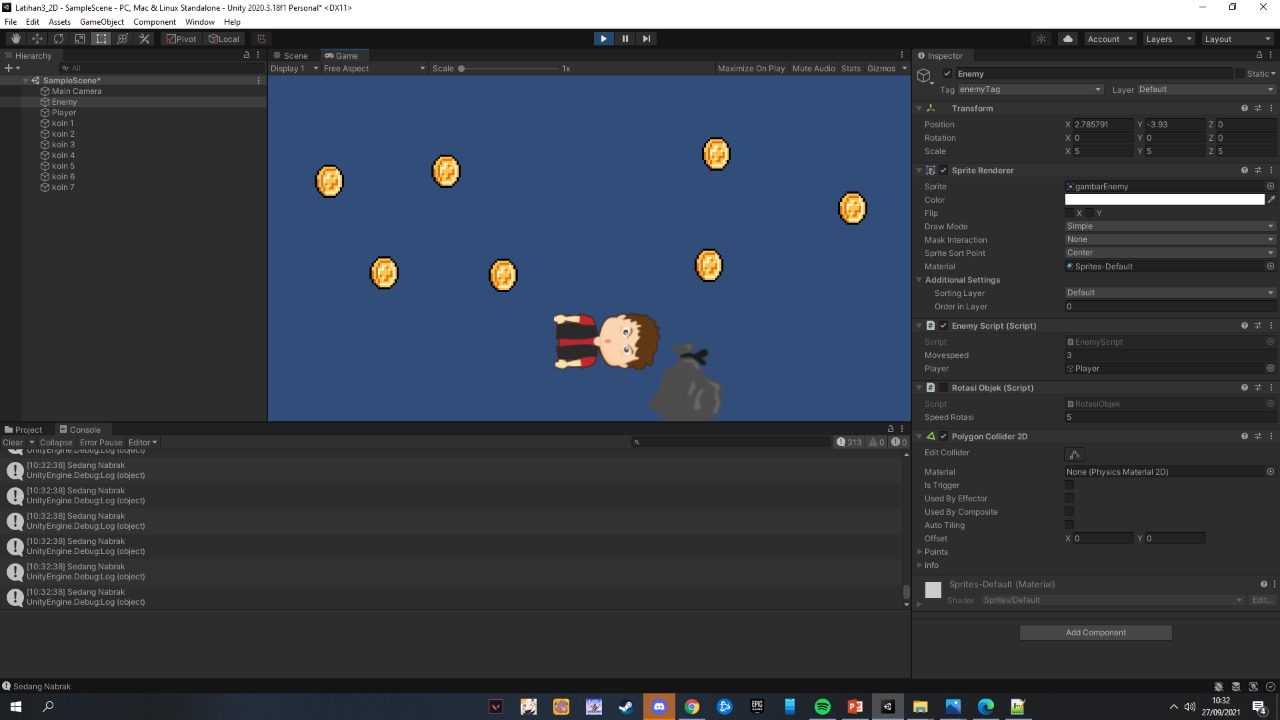 Latihan3_2D - SampleScene - PC, Mac & Linux Standalone - Unity 2020.3.18f1 Personal* <DX11>
File Edit Assets GameObject Component Window Help
Pivot Local Account Layers Layout
Hierarchy
All
SampleScene*
Main Camera
Enemy
Player
koin 1
koin 2
koin 3
koin 4
koin 5
koin 6
koin 7
Scene Game
Display 1 Free Aspect Scale 1x Maximize On Play Mute Audio Stats Gizmos
Inspector
Enemy Static
Tag enemyTag Layer Default
Transform
Position X 2.785791 Y -3.93 Z 0
Rotation X 0 Y 0 Z 0
Scale X 5 Y 5 Z 5
Sprite Renderer
Sprite gambarEnemy
Color
Flip X Y
Draw Mode Simple
Mask Interaction None
Sprite Sort Point Center
Material Sprites-Default
Additional Settings
Sorting Layer Default
Order in Layer 0
Enemy Script (Script)
Script EnemyScript
Movespeed 3
Player Player
Rotasi Objek (Script)
Script RotasiObjek
Speed Rotasi 5
Polygon Collider 2D
Edit Collider
Material None (Physics Material 2D)
Is Trigger
Used By Effector
Used By Composite
Auto Tiling
Offset X 0 Y 0
Points
Info
Sprites-Default (Material)
Shader Sprites/Default Edit...
Add Component
Project Console
Clear Collapse Error Pause Editor 313 0 0
UnityEngine.Debug:Log (object)
[10:32:38] Sedang Nabrak
UnityEngine.Debug:Log (object)
[10:32:38] Sedang Nabrak
UnityEngine.Debug:Log (object)
[10:32:38] Sedang Nabrak
UnityEngine.Debug:Log (object)
[10:32:38] Sedang Nabrak
UnityEngine.Debug:Log (object)
[10:32:38] Sedang Nabrak
UnityEngine.Debug:Log (object)
[10:32:38] Sedang Nabrak
UnityEngine.Debug:Log (object)
Sedang Nabrak
10:32
27/09/2021